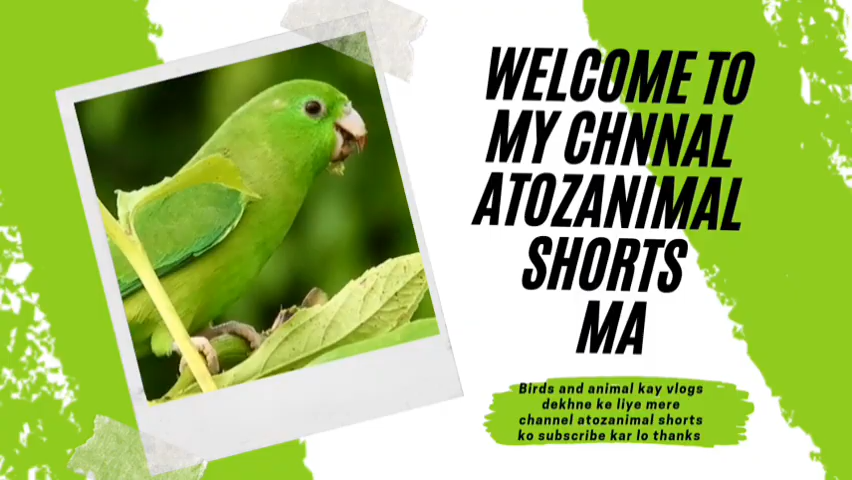 WELCOME TO
MY CHNNAL
ATOZANIMAL
SHORTS
MA
Birds and animal kay vlogs
dekhne ke liye mere
channel atozanimal shorts
ko subscribe kar lo thanks